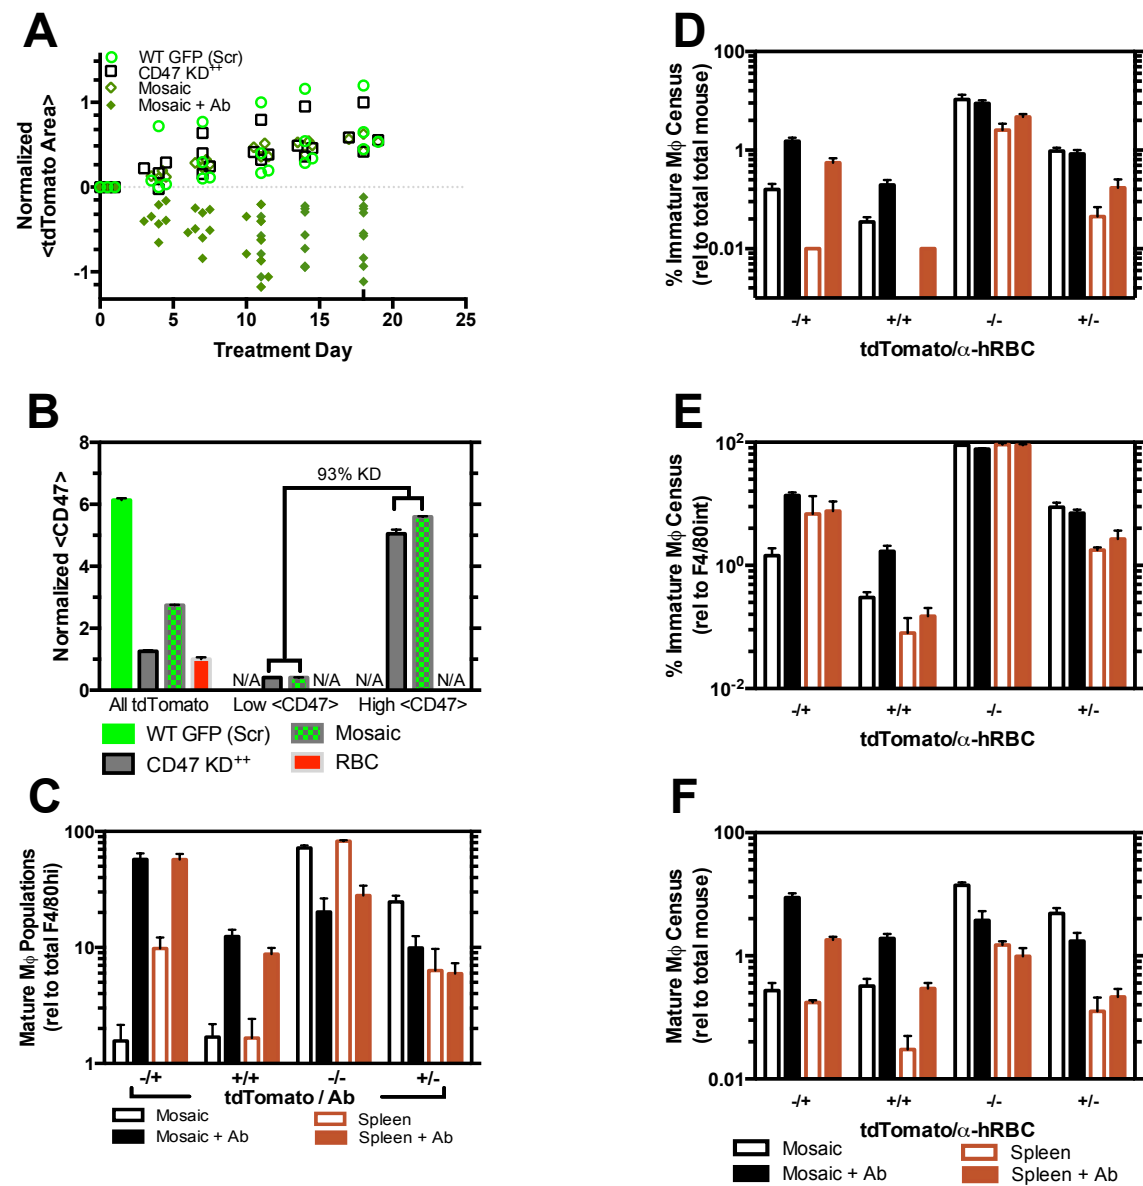 A
WT GFP (Scr)
CD47 KD++
Mosaic
Mosaic + Ab
Normalized
<tdTomato Area>
1
0
-1
0 5 10 15 20 25
Treatment Day
B
Normalized <CD47>
8
6
4
2
0
93% KD
N/A N/A N/A N/A
All tdTomato Low <CD47> High <CD47>
WT GFP (Scr) Mosaic
CD47 KD++ RBC
C
Mature Mφ Populations
(rel to total F4/80hi)
100
10
1
-/+ +/+ -/- +/-
tdTomato / Ab
Mosaic Spleen
Mosaic + Ab Spleen + Ab
D
% Immature Mφ Census
(rel to total mouse)
100
1
0.01
-/+ +/+ -/- +/-
tdTomato/α-hRBC
E
% Immature Mφ Census
(rel to F4/80int)
10²
10⁰
10⁻²
-/+ +/+ -/- +/-
tdTomato/α-hRBC
F
Mature Mφ Census
(rel to total mouse)
100
1
0.01
-/+ +/+ -/- +/-
tdTomato/α-hRBC
Mosaic Spleen
Mosaic + Ab Spleen + Ab